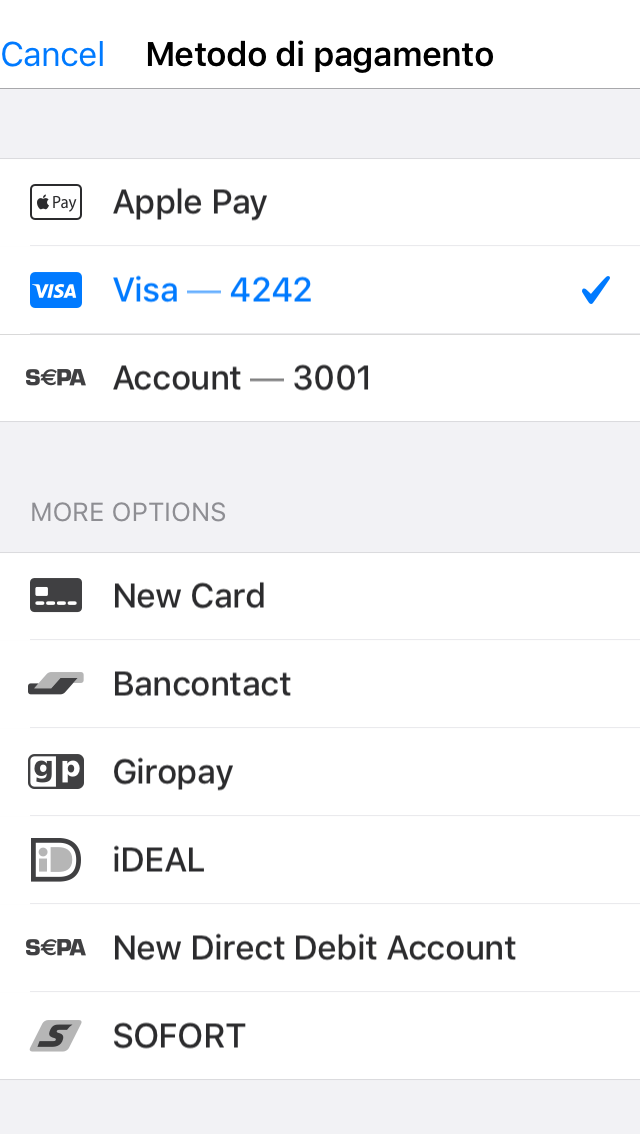 Cancel Metodo di pagamento
Pay Apple Pay
VISA Visa — 4242
S€PA Account — 3001
MORE OPTIONS
New Card
Bancontact
gp Giropay
iD iDEAL
S€PA New Direct Debit Account
S SOFORT